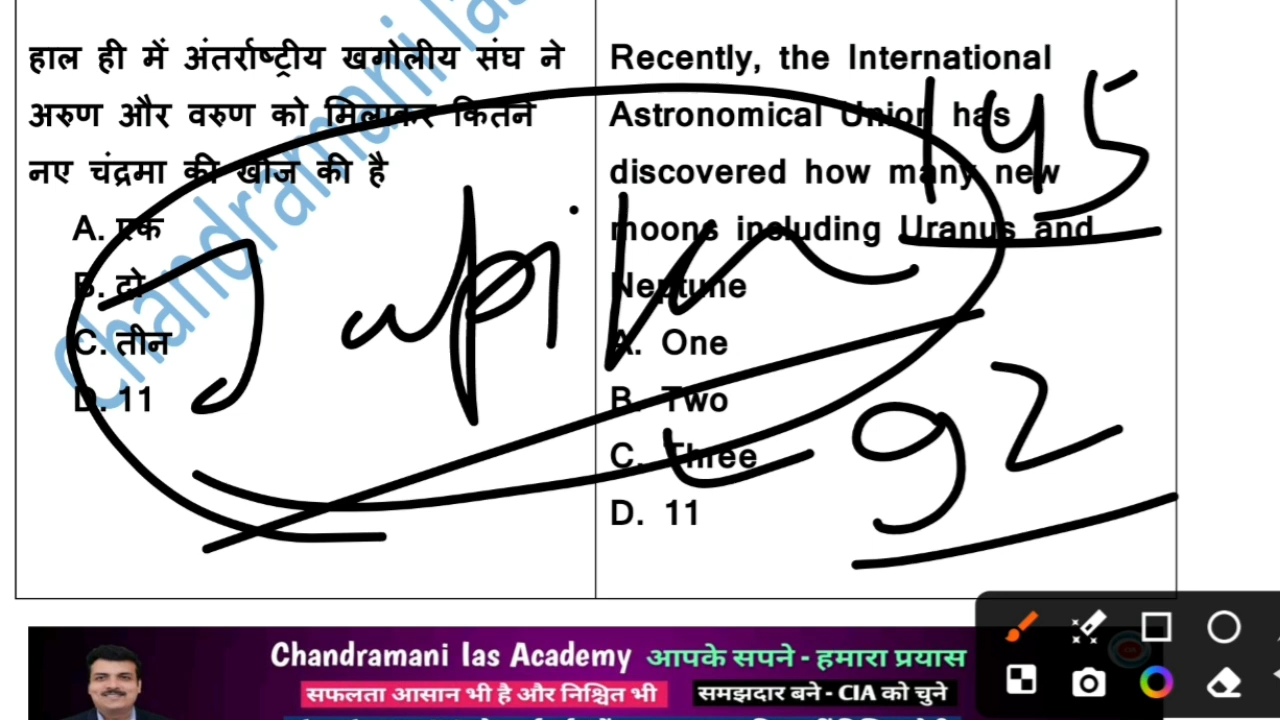 हाल ही में अंतर्राष्ट्रीय खगोलीय संघ ने
अरुण और वरुण को मिलाकर कितने
नए चंद्रमा की खोज की है
A. एक
B. दो
C. तीन
D. 11
Recently, the International
Astronomical Union has
discovered how many new
moons including Uranus and
Neptune
A. One
B. Two
C. Three
D. 11
145
92
Chandramani Ias
Chandramani Ias Academy आपके सपने - हमारा प्रयास
सफलता आसान भी है और निश्चित भी समझदार बने - CIA को चुने